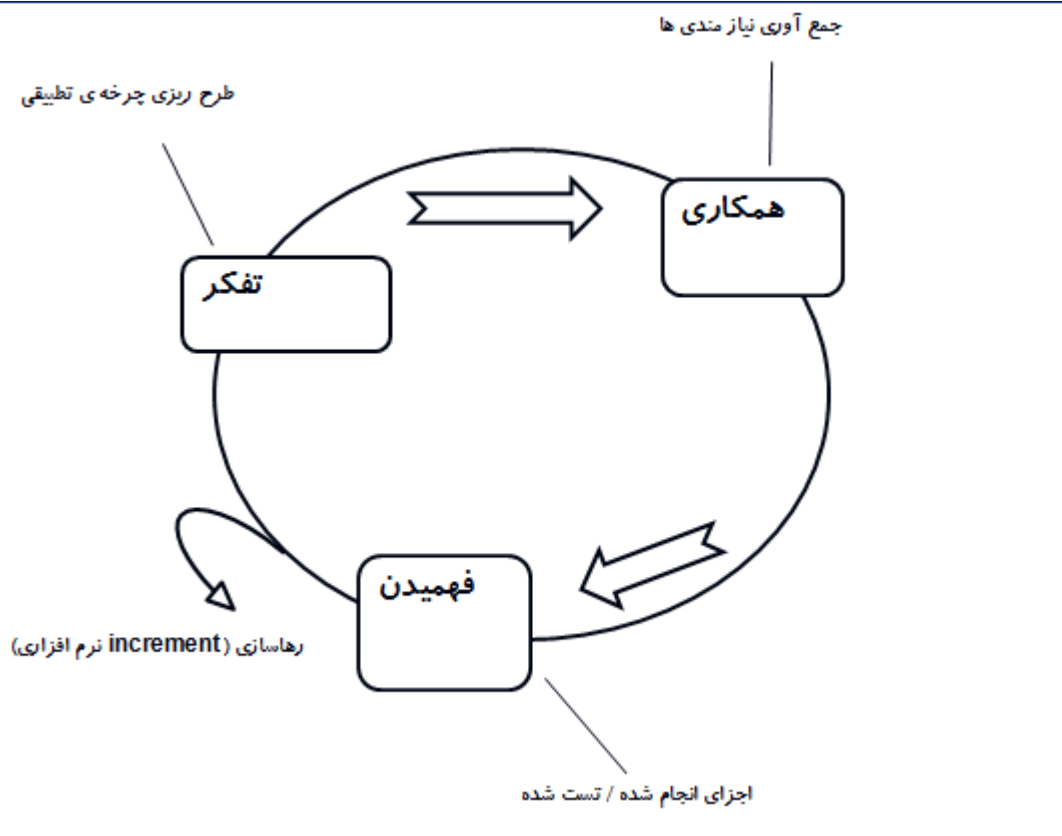 جمع آوری نیاز مندی ها
طرح ریزی چرخه ی تطبیقی
همکاری
تفکر
فهمیدن
رهاسازی (increment نرم افزاری)
اجزای انجام شده / تست شده